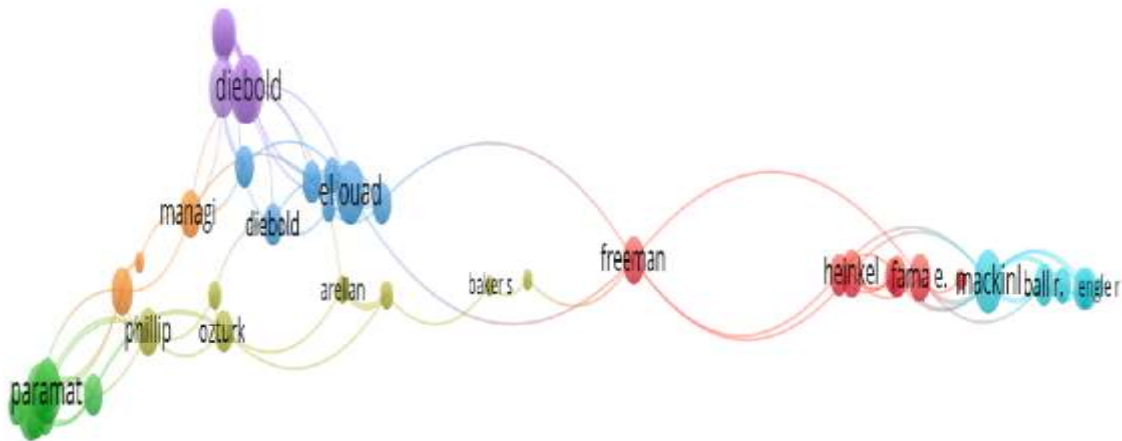 diebold
el ouad
managi
diebold
freeman
heinkel
fama e.
mackinl
ball r.
engle r
arellan
baker s
phillip
ozturk
paramat